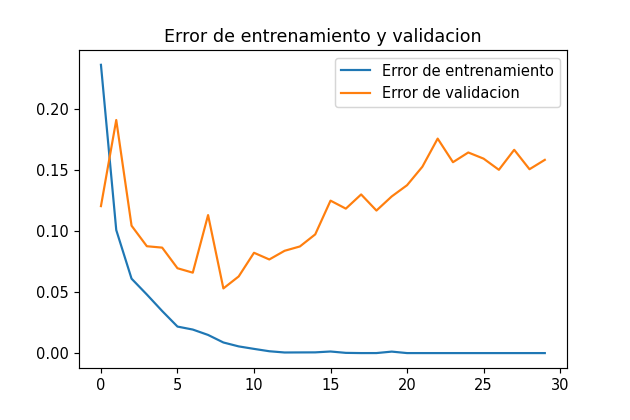 Error de entrenamiento y validacion
Error de entrenamiento
Error de validacion
0.20
0.15
0.10
0.05
0.00
0 5 10 15 20 25 30